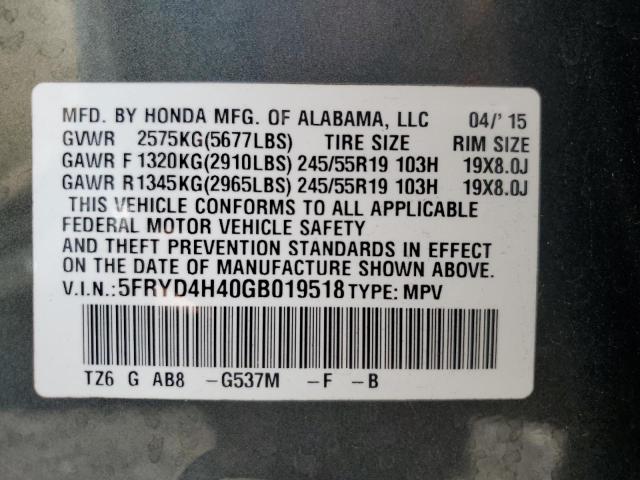 MFD. BY HONDA MFG. OF ALABAMA, LLC 04/'15
GVWR 2575KG(5677LBS) TIRE SIZE RIM SIZE
GAWR F 1320KG(2910LBS) 245/55R19 103H 19X8.0J
GAWR R 1345KG(2965LBS) 245/55R19 103H 19X8.0J
THIS VEHICLE CONFORMS TO ALL APPLICABLE
FEDERAL MOTOR VEHICLE SAFETY
AND THEFT PREVENTION STANDARDS IN EFFECT
ON THE DATE OF MANUFACTURE SHOWN ABOVE.
V.I.N.:5FRYD4H40GB019518 TYPE: MPV
TZ6 G AB8 -G537M -F -B